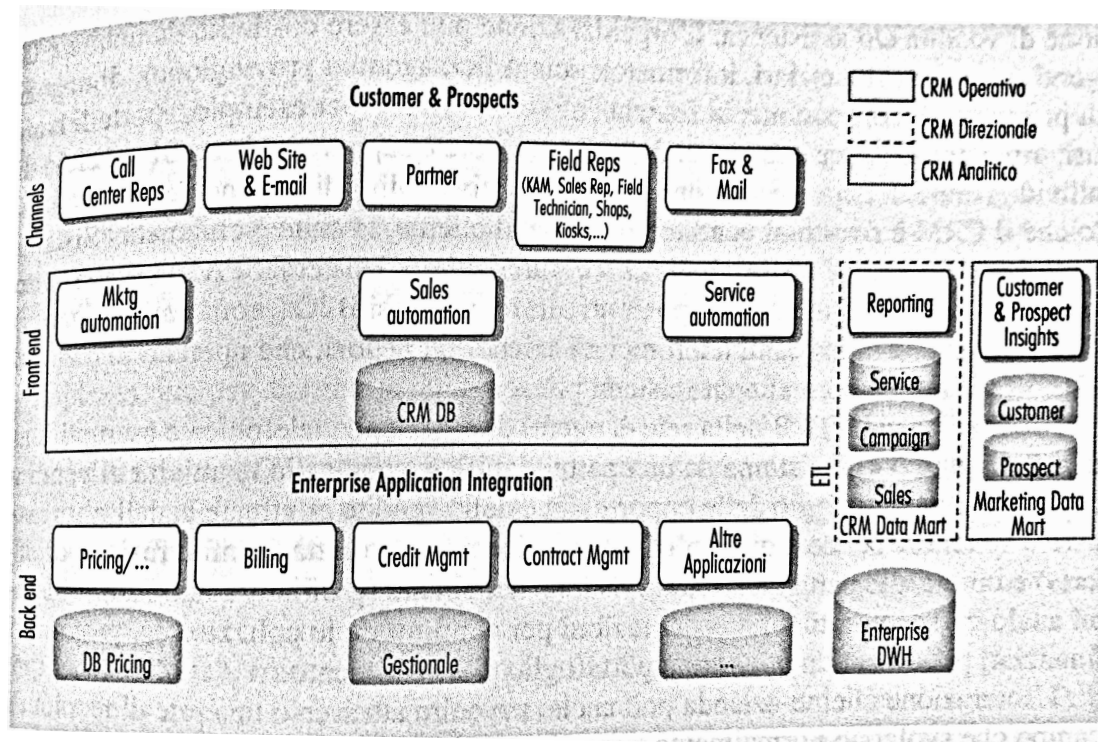 Customer & Prospects
CRM Operativo
CRM Direzionale
CRM Analitico
Channels
Call
Center Reps
Web Site
& E-mail
Partner
Field Reps
(KAM, Sales Rep, Field
Technician, Shops,
Kiosks,...)
Fax &
Mail
Front end
Mktg
automation
Sales
automation
Service
automation
CRM DB
Reporting
Service
Campaign
Sales
CRM Data Mart
Customer
& Prospect
Insights
Customer
Prospect
Marketing Data
Mart
ETL
Enterprise Application Integration
Back end
Pricing/...
Billing
Credit Mgmt
Contract Mgmt
Altre
Applicazioni
DB Pricing
Gestionale
...
Enterprise
DWH